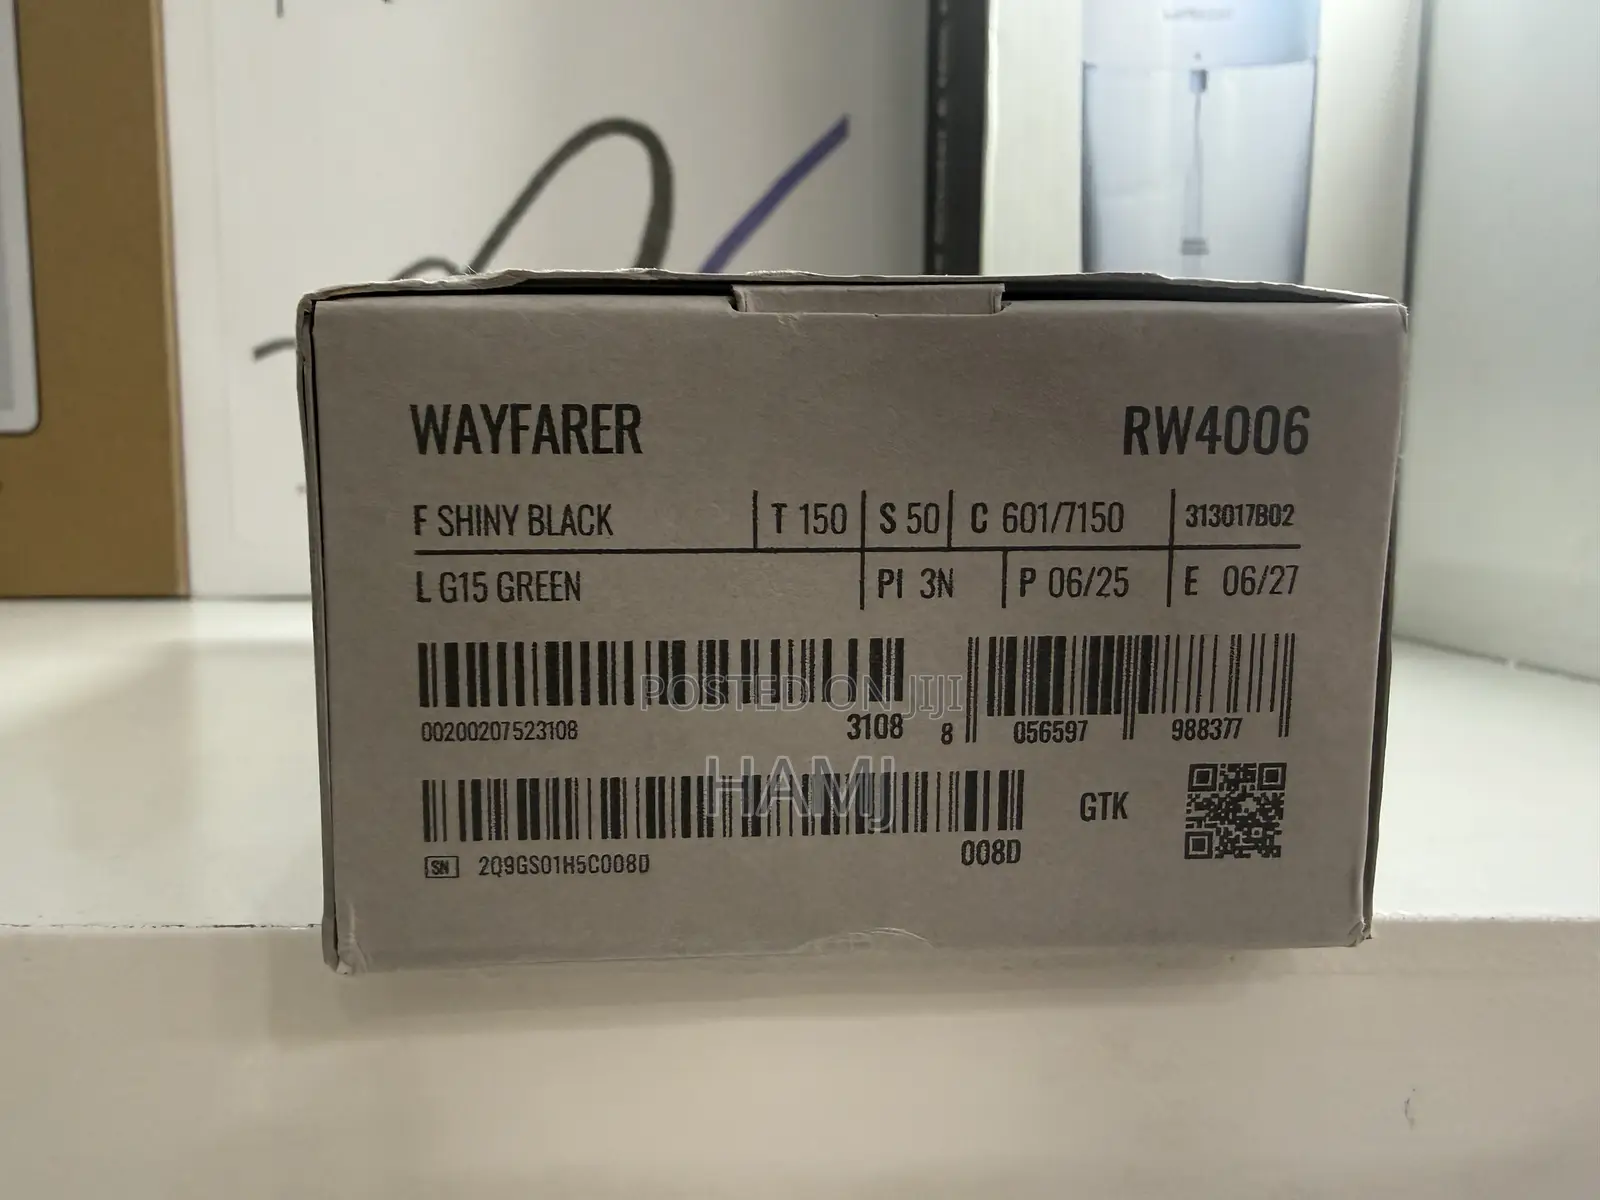 WAYFARER RW4006
F SHINY BLACK T 150 S 50 C 601/7150 313017B02
L G15 GREEN PI 3N P 06/25 E 06/27
00200207523108 3108 8 056597 988377
POSTED ON JIJI
HAMJ
GTK
SN 2Q9GS01H5C008D 008D